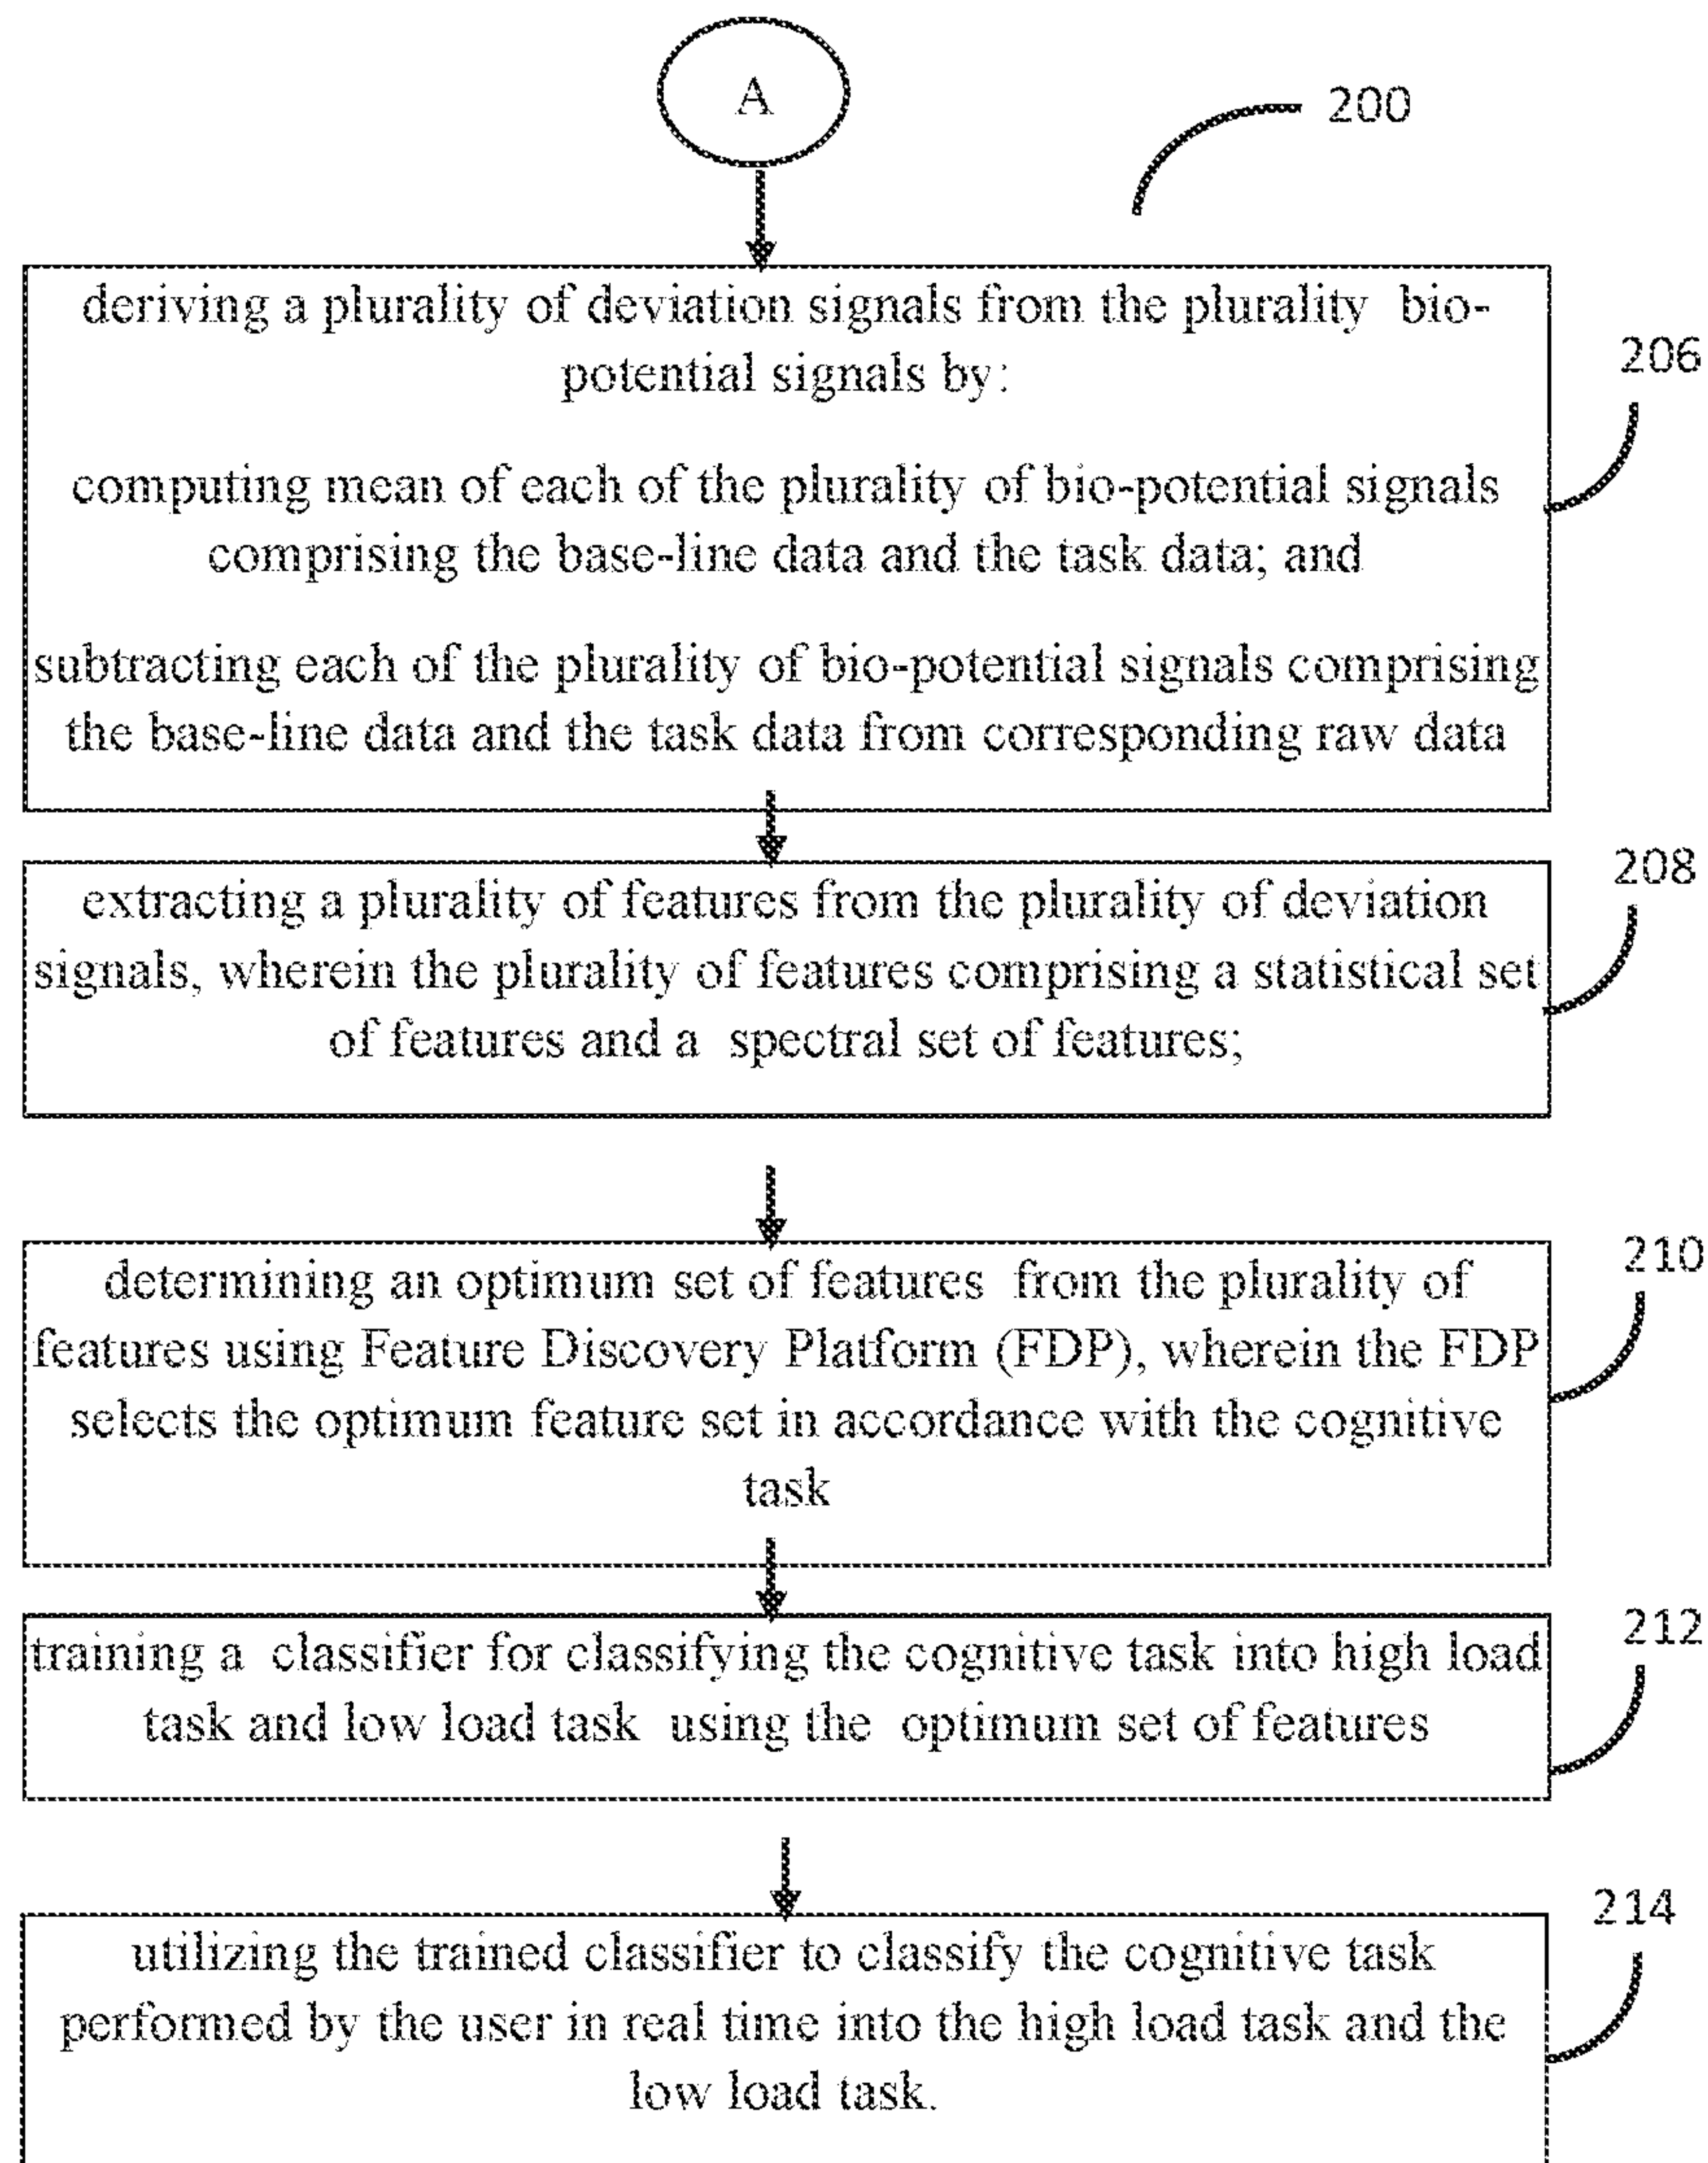 A
200
deriving a plurality of deviation signals from the plurality bio-
potential signals by:
206
computing mean of each of the plurality of bio-potential signals
comprising the base-line data and the task data; and
subtracting each of the plurality of bio-potential signals comprising
the base-line data and the task data from corresponding raw data
208
extracting a plurality of features from the plurality of deviation
signals, wherein the plurality of features comprising a statistical set
of features and a spectral set of features;
210
determining an optimum set of features from the plurality of
features using Feature Discovery Platform (FDP), wherein the FDP
selects the optimum feature set in accordance with the cognitive
task
212
training a classifier for classifying the cognitive task into high load
task and low load task using the optimum set of features
214
utilizing the trained classifier to classify the cognitive task
performed by the user in real time into the high load task and the
low load task.